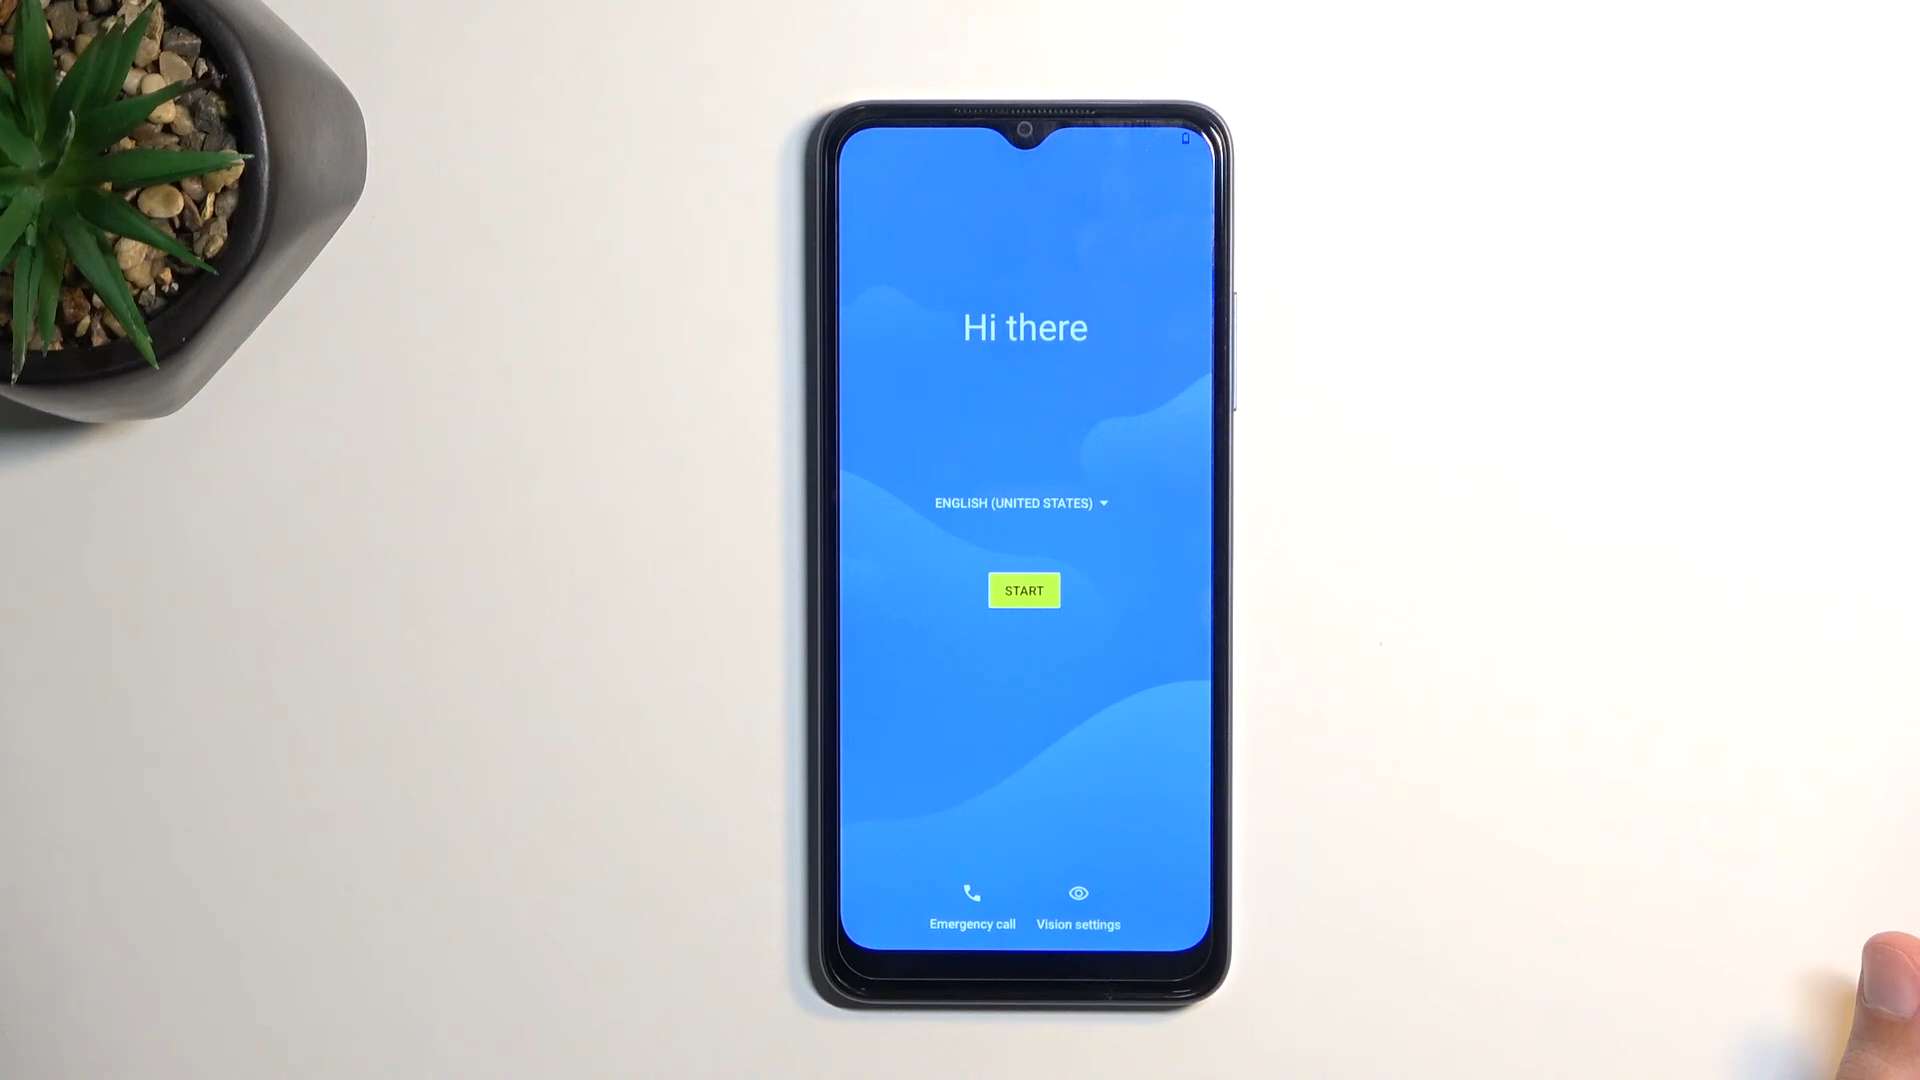 Hi there
ENGLISH (UNITED STATES)
START
Emergency call
Vision settings